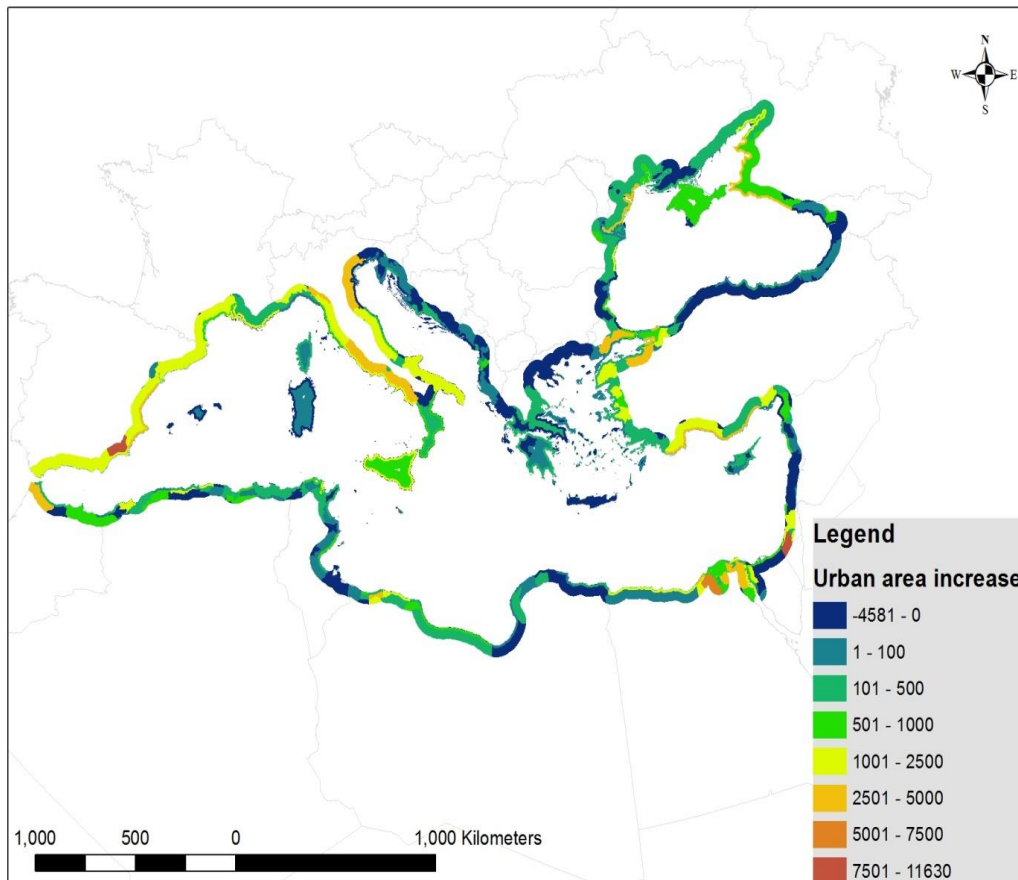 N
W E
S
Legend
Urban area increase
-4581 - 0
1 - 100
101 - 500
501 - 1000
1001 - 2500
2501 - 5000
5001 - 7500
7501 - 11630
1,000 500 0 1,000 Kilometers